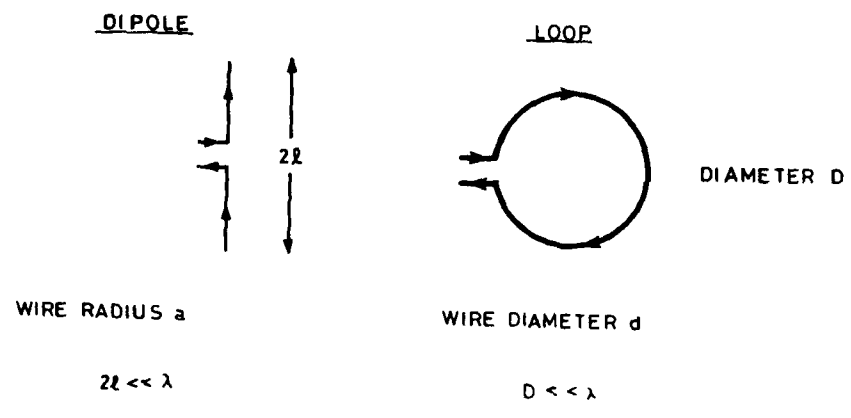 DIPOLE
2ℓ
WIRE RADIUS a
2ℓ << λ
LOOP
DIAMETER D
WIRE DIAMETER d
D << λ